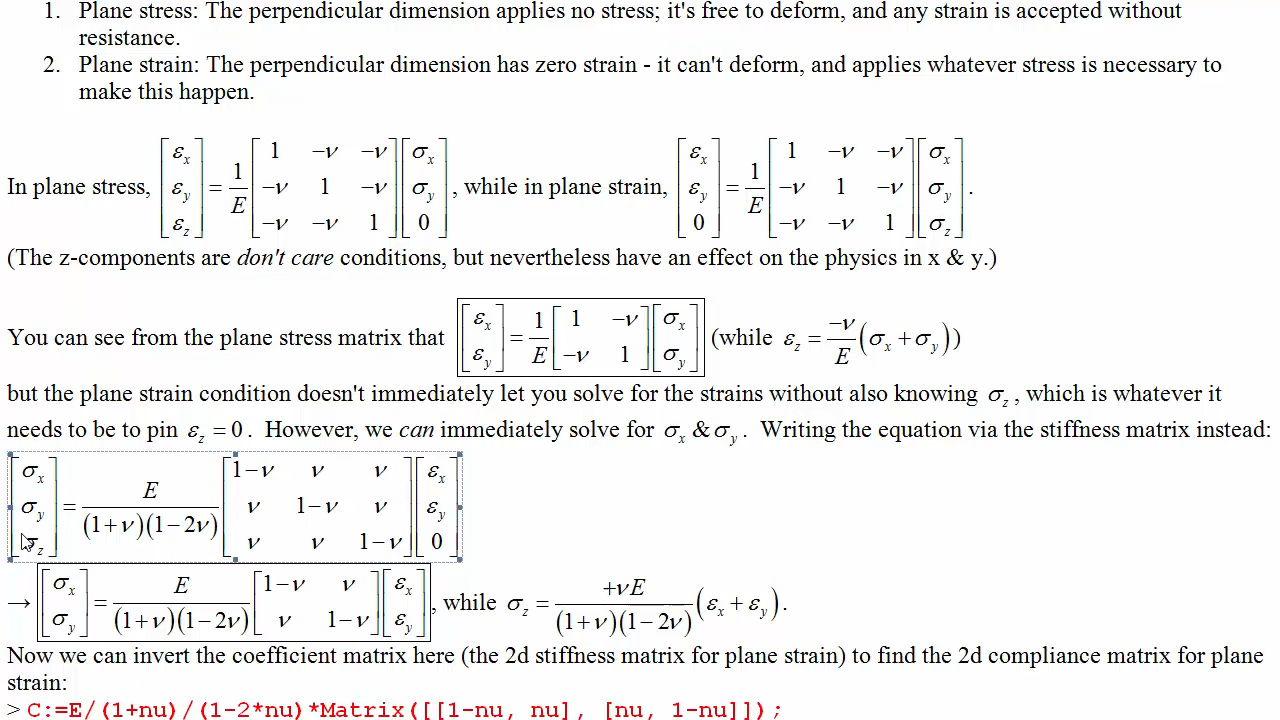 1. Plane stress: The perpendicular dimension applies no stress; it's free to deform, and any strain is accepted without
resistance.
2. Plane strain: The perpendicular dimension has zero strain - it can't deform, and applies whatever stress is necessary to
make this happen.
In plane stress, [εx; εy; εz] = 1/E [1 −ν −ν; −ν 1 −ν; −ν −ν 1] [σx; σy; 0], while in plane strain, [εx; εy; 0] = 1/E [1 −ν −ν; −ν 1 −ν; −ν −ν 1] [σx; σy; σz].
(The z-components are don't care conditions, but nevertheless have an effect on the physics in x & y.)
You can see from the plane stress matrix that [εx; εy] = 1/E [1 −ν; −ν 1] [σx; σy] (while εz = −ν/E (σx + σy))
but the plane strain condition doesn't immediately let you solve for the strains without also knowing σz, which is whatever it
needs to be to pin εz = 0. However, we can immediately solve for σx & σy. Writing the equation via the stiffness matrix instead:
[σx; σy; σz] = E/((1+ν)(1−2ν)) [1−ν ν ν; ν 1−ν ν; ν ν 1−ν] [εx; εy; 0]
→ [σx; σy] = E/((1+ν)(1−2ν)) [1−ν ν; ν 1−ν] [εx; εy], while σz = +νE/((1+ν)(1−2ν)) (εx + εy).
Now we can invert the coefficient matrix here (the 2d stiffness matrix for plane strain) to find the 2d compliance matrix for plane
strain:
> C:=E/(1+nu)/(1-2*nu)*Matrix([[1-nu, nu], [nu, 1-nu]]);